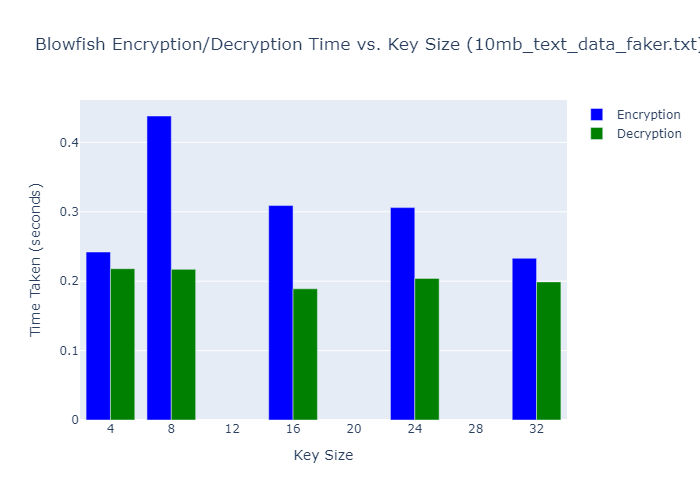 Blowfish Encryption/Decryption Time vs. Key Size (10mb_text_data_faker.txt)
Encryption
Decryption
0.4
0.3
0.2
0.1
0
Time Taken (seconds)
4 8 12 16 20 24 28 32
Key Size